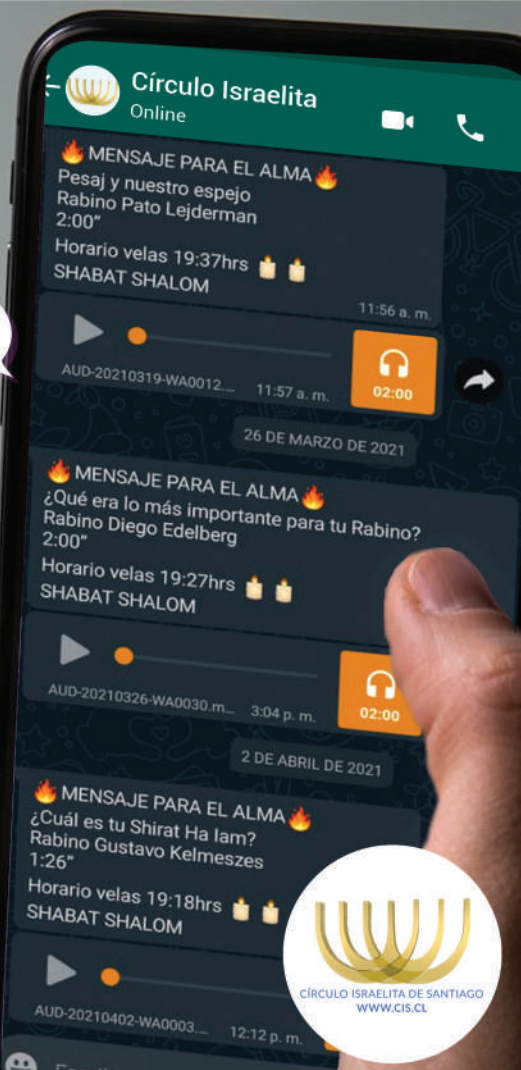 Círculo Israelita
Online
🔥 MENSAJE PARA EL ALMA 🔥
Pesaj y nuestro espejo
Rabino Pato Lejderman
2:00”
Horario velas 19:37hrs
SHABAT SHALOM
11:56 a. m.
02:00
AUD-20210319-WA0012....
11:57 a. m.
26 DE MARZO DE 2021
🔥 MENSAJE PARA EL ALMA 🔥
¿Qué era lo más importante para tu Rabino?
Rabino Diego Edelberg
2:00”
Horario velas 19:27hrs
SHABAT SHALOM
02:00
AUD-20210326-WA0030.m...
3:04 p. m.
2 DE ABRIL DE 2021
🔥 MENSAJE PARA EL ALMA 🔥
¿Cuál es tu Shirat Ha Iam?
Rabino Gustavo Kelmeszes
1:26”
Horario velas 19:18hrs
SHABAT SHALOM
AUD-20210402-WA0003....
12:12 p. m.
CÍRCULO ISRAELITA DE SANTIAGO
WWW.CIS.CL